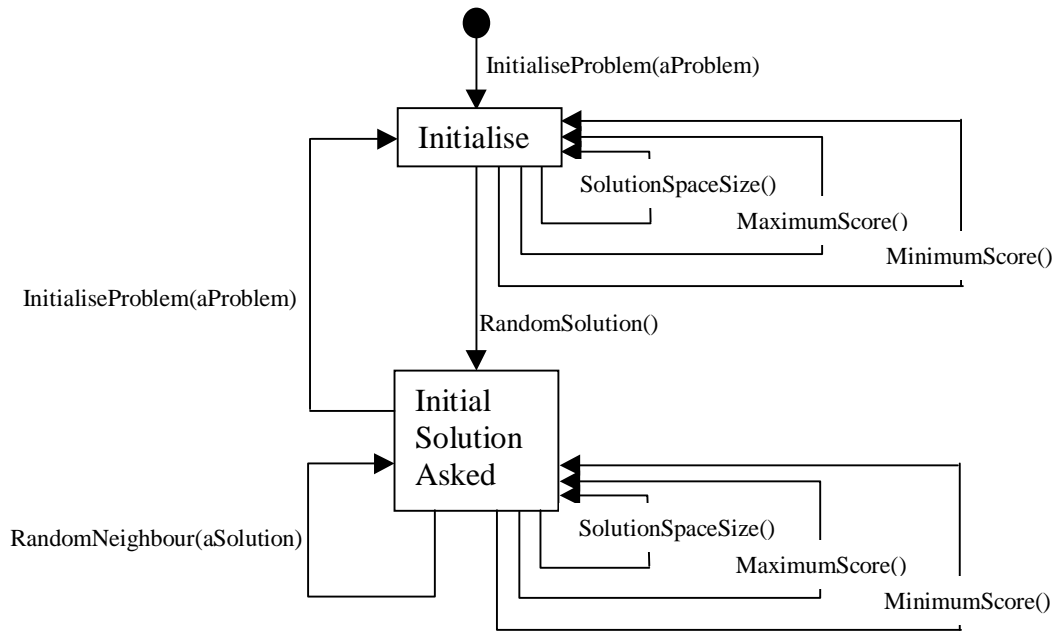 InitialiseProblem(aProblem)
Initialise
SolutionSpaceSize()
MaximumScore()
MinimumScore()
InitialiseProblem(aProblem)
RandomSolution()
Initial
Solution
Asked
SolutionSpaceSize()
RandomNeighbour(aSolution)
MaximumScore()
MinimumScore()